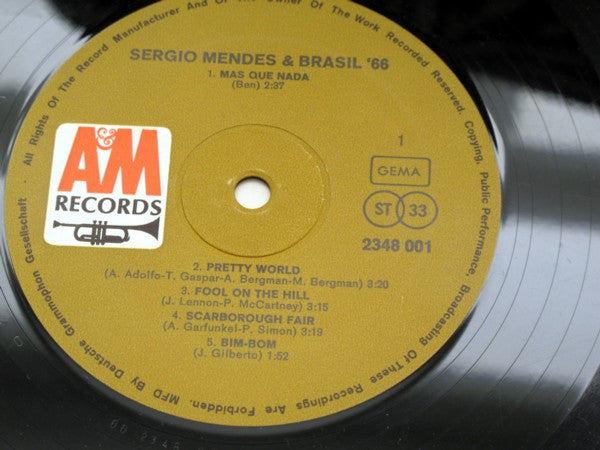 SERGIO MENDES & BRASIL '66
1. MAS QUE NADA
(Ben) 2:37
1
GEMA
ST 33
2348 001
A&M
RECORDS
2. PRETTY WORLD
(A. Adolfo-T. Gaspar-A. Bergman-M. Bergman) 3:20
3. FOOL ON THE HILL
(J. Lennon-P. McCartney) 3:15
4. SCARBOROUGH FAIR
(A. Garfunkel-P. Simon) 3:19
5. BIM-BOM
(J. Gilberto) 1:52
MFD By Deutsche Grammophon Gesellschaft · All Rights Of The Record Manufacturer And Of The Owner Of The Work Recorded Reserved. Copying, Public Performance, Broadcasting Of These Recordings Are Forbidden.